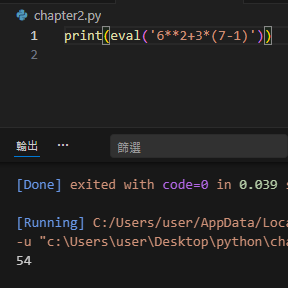 chapter2.py
1 print(eval('6**2+3*(7-1)'))
2
輸出 ··· 篩選
[Done] exited with code=0 in 0.039
[Running] C:/Users/user/AppData/Loca
-u "c:\Users\user\Desktop\python\cha
54